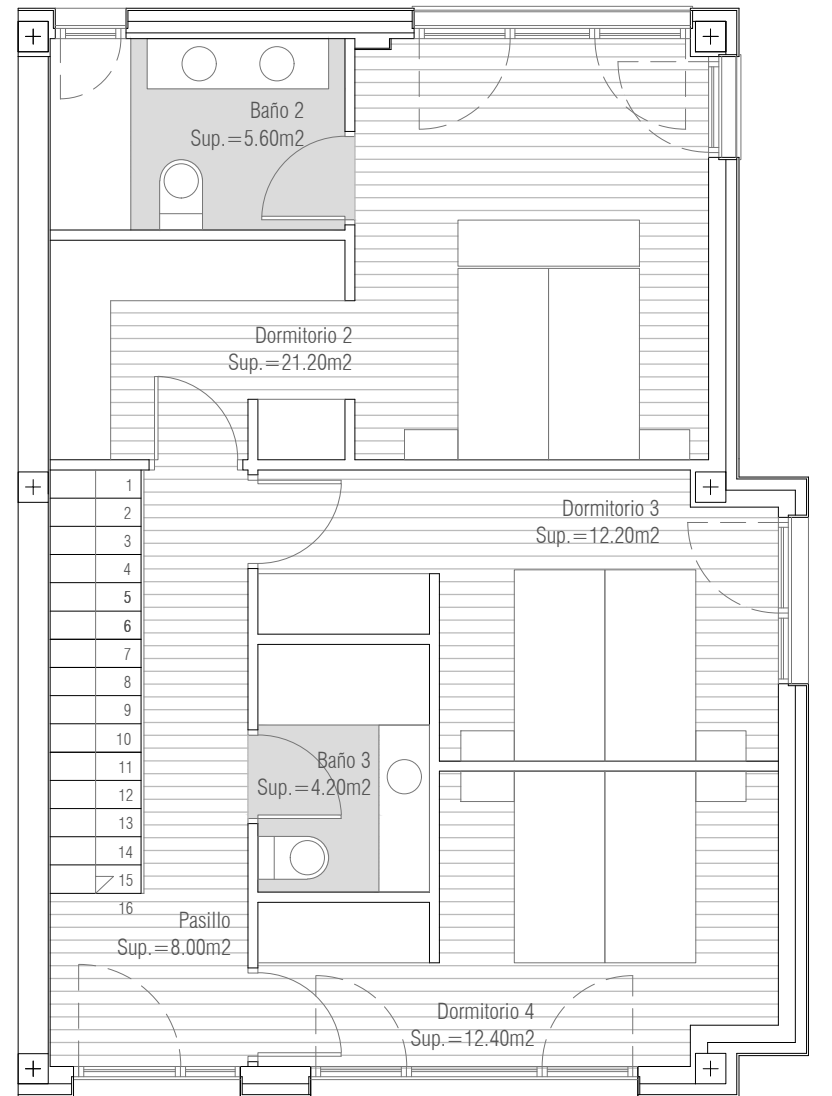 Baño 2
Sup.=5.60m2
Dormitorio 2
Sup.=21.20m2
1
2
3
4
5
6
7
8
9
10
11
12
13
14
15
16
Dormitorio 3
Sup.=12.20m2
Baño 3
Sup.=4.20m2
Pasillo
Sup.=8.00m2
Dormitorio 4
Sup.=12.40m2